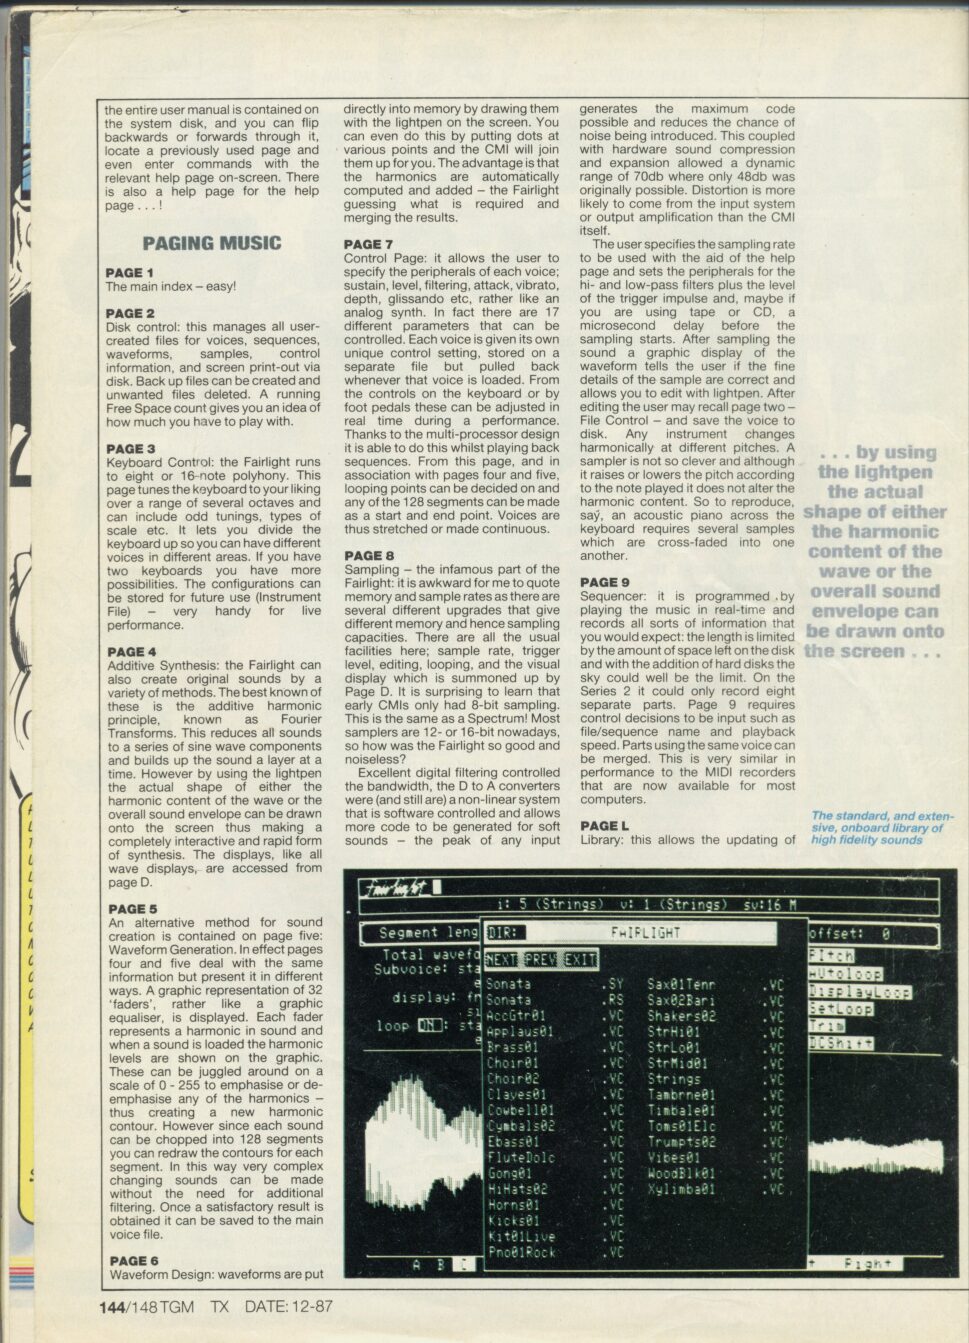 the entire user manual is contained on
the system disk, and you can flip
backwards or forwards through it,
locate a previously used page and
even enter commands with the
relevant help page on-screen. There
is also a help page for the help
page . . . !
PAGING MUSIC
PAGE 1
The main index – easy!
PAGE 2
Disk control: this manages all user-
created files for voices, sequences,
waveforms, samples, control
information, and screen print-out via
disk. Back up files can be created and
unwanted files deleted. A running
Free Space count gives you an idea of
how much you have to play with.
PAGE 3
Keyboard Control: the Fairlight runs
to eight or 16-note polyhony. This
page tunes the keyboard to your liking
over a range of several octaves and
can include odd tunings, types of
scale etc. It lets you divide the
keyboard up so you can have different
voices in different areas. If you have
two keyboards you have more
possibilities. The configurations can
be stored for future use (Instrument
File) – very handy for live
performance.
PAGE 4
Additive Synthesis: the Fairlight can
also create original sounds by a
variety of methods. The best known of
these is the additive harmonic
principle, known as Fourier
Transforms. This reduces all sounds
to a series of sine wave components
and builds up the sound a layer at a
time. However by using the lightpen
the actual shape of either the
harmonic content of the wave or the
overall sound envelope can be drawn
onto the screen thus making a
completely interactive and rapid form
of synthesis. The displays, like all
wave displays, are accessed from
page D.
PAGE 5
An alternative method for sound
creation is contained on page five:
Waveform Generation. In effect pages
four and five deal with the same
information but present it in different
ways. A graphic representation of 32
'faders', rather like a graphic
equaliser, is displayed. Each fader
represents a harmonic in sound and
when a sound is loaded the harmonic
levels are shown on the graphic.
These can be juggled around on a
scale of 0 - 255 to emphasise or de-
emphasise any of the harmonics –
thus creating a new harmonic
contour. However since each sound
can be chopped into 128 segments
you can redraw the contours for each
segment. In this way very complex
changing sounds can be made
without the need for additional
filtering. Once a satisfactory result is
obtained it can be saved to the main
voice file.
PAGE 6
Waveform Design: waveforms are put
directly into memory by drawing them
with the lightpen on the screen. You
can even do this by putting dots at
various points and the CMI will join
them up for you. The advantage is that
the harmonics are automatically
computed and added – the Fairlight
guessing what is required and
merging the results.
PAGE 7
Control Page: it allows the user to
specify the peripherals of each voice;
sustain, level, filtering, attack, vibrato,
depth, glissando etc, rather like an
analog synth. In fact there are 17
different parameters that can be
controlled. Each voice is given its own
unique control setting, stored on a
separate file but pulled back
whenever that voice is loaded. From
the controls on the keyboard or by
foot pedals these can be adjusted in
real time during a performance.
Thanks to the multi-processor design
it is able to do this whilst playing back
sequences. From this page, and in
association with pages four and five,
looping points can be decided on and
any of the 128 segments can be made
as a start and end point. Voices are
thus stretched or made continuous.
PAGE 8
Sampling – the infamous part of the
Fairlight: it is awkward for me to quote
memory and sample rates as there are
several different upgrades that give
different memory and hence sampling
capacities. There are all the usual
facilities here; sample rate, trigger
level, editing, looping, and the visual
display which is summoned up by
Page D. It is surprising to learn that
early CMIs only had 8-bit sampling.
This is the same as a Spectrum! Most
samplers are 12- or 16-bit nowadays,
so how was the Fairlight so good and
noiseless?
Excellent digital filtering controlled
the bandwidth, the D to A converters
were (and still are) a non-linear system
that is software controlled and allows
more code to be generated for soft
sounds – the peak of any input
generates the maximum code
possible and reduces the chance of
noise being introduced. This coupled
with hardware sound compression
and expansion allowed a dynamic
range of 70db where only 48db was
originally possible. Distortion is more
likely to come from the input system
or output amplification than the CMI
itself.
The user specifies the sampling rate
to be used with the aid of the help
page and sets the peripherals for the
hi- and low-pass filters plus the level
of the trigger impulse and, maybe if
you are using tape or CD, a
microsecond delay before the
sampling starts. After sampling the
sound a graphic display of the
waveform tells the user if the fine
details of the sample are correct and
allows you to edit with lightpen. After
editing the user may recall page two –
File Control – and save the voice to
disk. Any instrument changes
harmonically at different pitches. A
sampler is not so clever and although
it raises or lowers the pitch according
to the note played it does not alter the
harmonic content. So to reproduce,
say, an acoustic piano across the
keyboard requires several samples
which are cross-faded into one
another.
PAGE 9
Sequencer: it is programmed by
playing the music in real-time and
records all sorts of information that
you would expect: the length is limited
by the amount of space left on the disk
and with the addition of hard disks the
sky could well be the limit. On the
Series 2 it could only record eight
separate parts. Page 9 requires
control decisions to be input such as
file/sequence name and playback
speed. Parts using the same voice can
be merged. This is very similar in
performance to the MIDI recorders
that are now available for most
computers.
PAGE L
Library: this allows the updating of
. . . by using
the lightpen
the actual
shape of either
the harmonic
content of the
wave or the
overall sound
envelope can
be drawn onto
the screen . . .
The standard, and exten-
sive, onboard library of
high fidelity sounds
fairlight
i: 5 (Strings) v: 1 (Strings) sv:16 M
Segment leng
DIR: FAIRLIGHT
offset: 0
Total wavefo
Subvoice: sta
display: fr
loop ON: sta
NEXT PREV EXIT
Pitch
AUtoloop
DisplayLoop
SetLoop
Trim
DCShift
Sonata .SY Sax01Tenr .VC
Sonata .RS Sax02Bari .VC
AccGtr01 .VC Shakers02 .VC
Applaus01 .VC StrHi01 .VC
Brass01 .VC StrLo01 .VC
Choir01 .VC StrMid01 .VC
Choir02 .VC Strings .VC
Claves01 .VC Tambrne01 .VC
Cowbell01 .VC Timbale01 .VC
Cymbals02 .VC Toms01Elc .VC
Ebass01 .VC Trumpts02 .VC
FluteDolc .VC Vibes01 .VC
Gong01 .VC WoodBlk01 .VC
HiHats02 .VC Xylimba01 .VC
Horns01 .VC
Kicks01 .VC
Kit01Live .VC
Pno01Rock .VC
A B C
Right
144/148 TGM TX DATE: 12-87